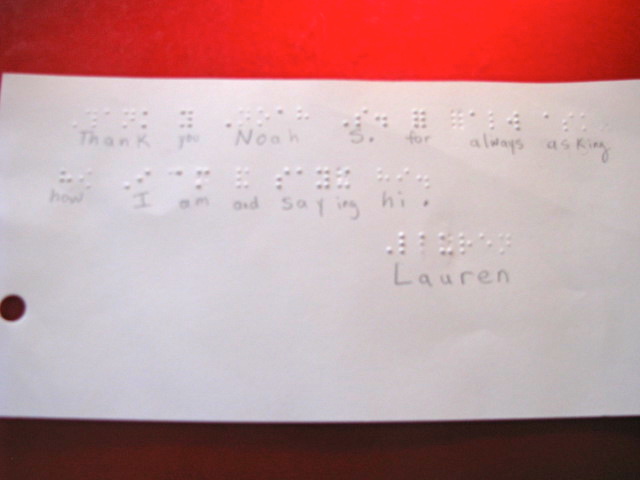 Thank you Noah S. for always asking
how I am and saying hi.
Lauren